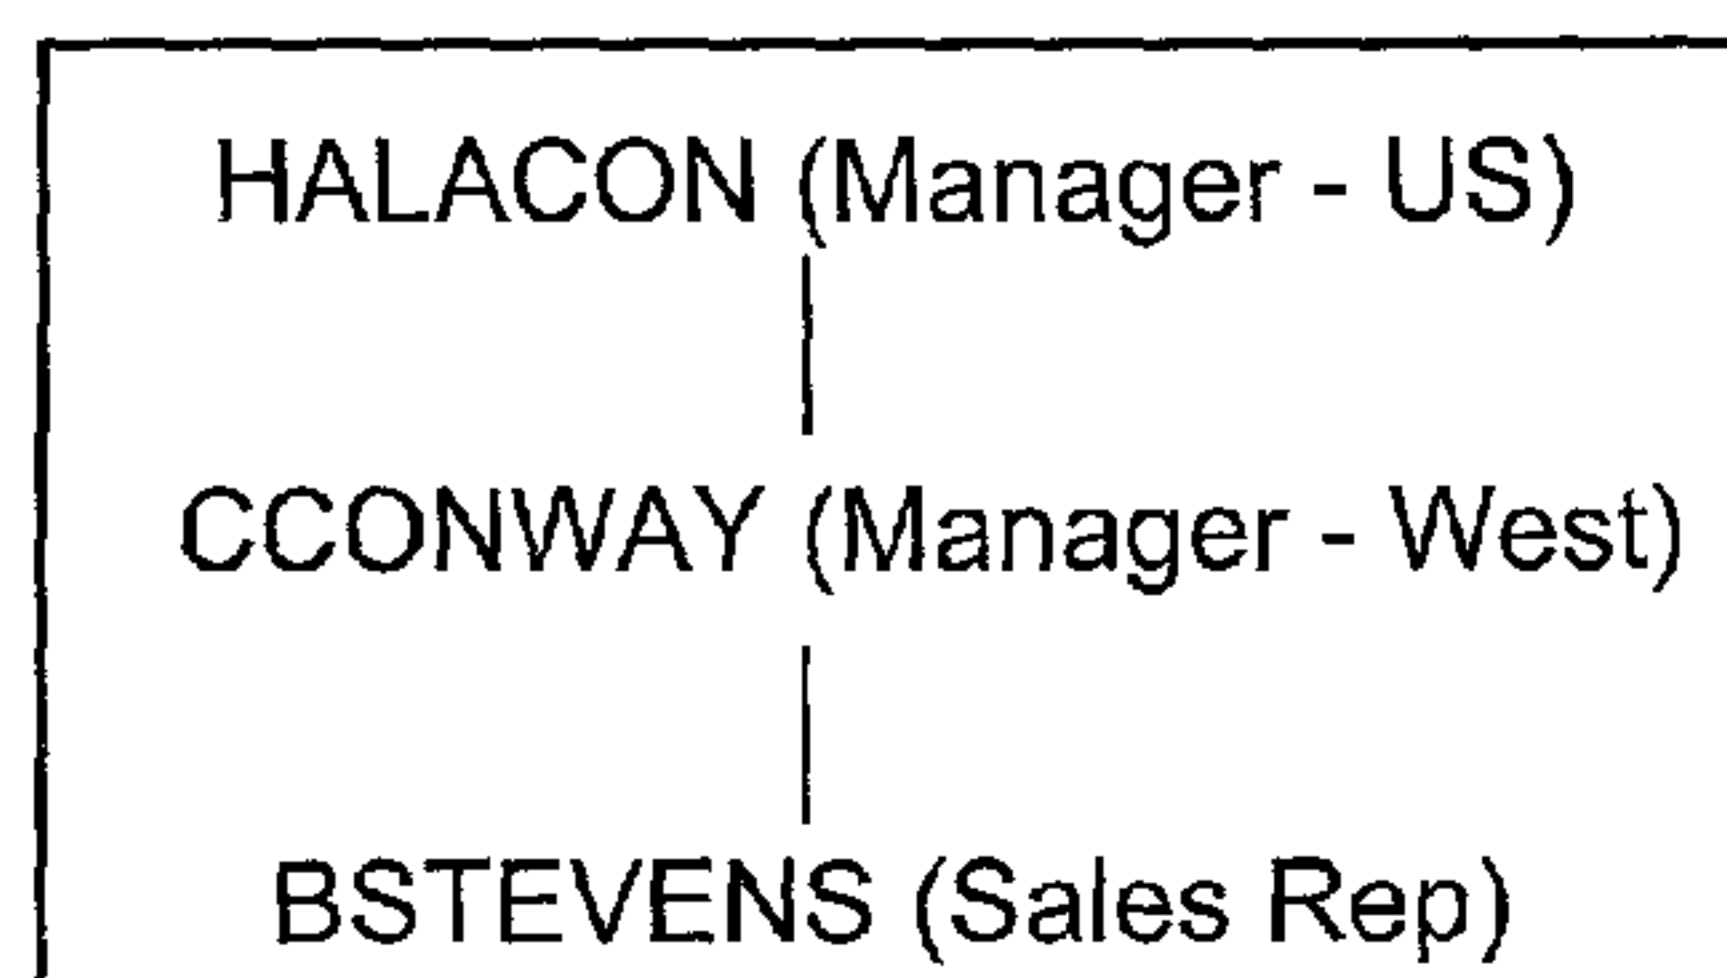 HALACON (Manager - US)
CCONWAY (Manager - West)
BSTEVENS (Sales Rep)